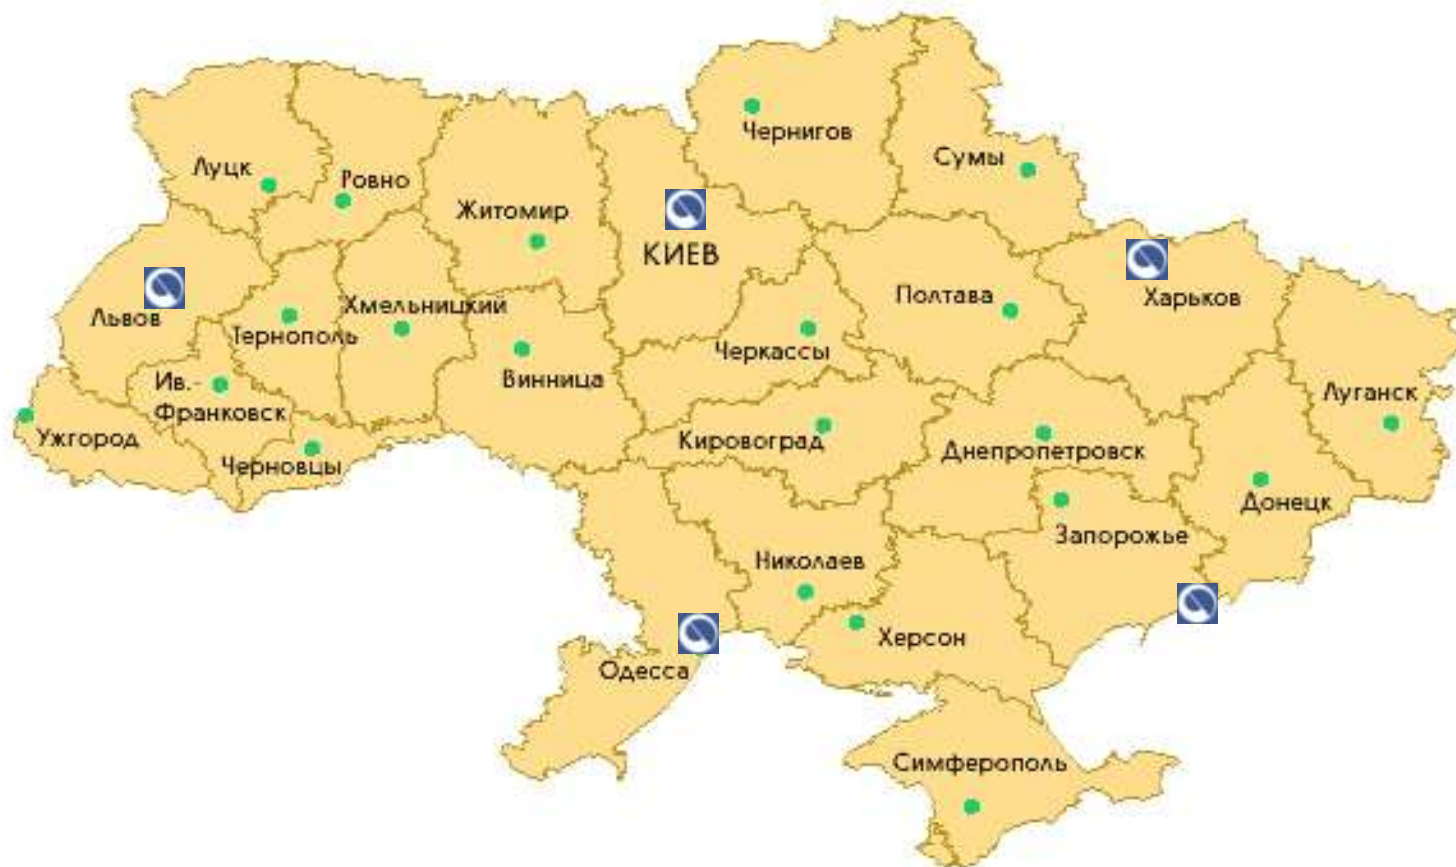 Чернигов
Сумы
Луцк
Ровно
Житомир
КИЕВ
Харьков
Полтава
Львов
Хмельницкий
Тернополь
Черкассы
Винница
Ив.-
Франковск
Луганск
Ужгород
Кировоград
Днепропетровск
Черновцы
Донецк
Запорожье
Николаев
Херсон
Одесса
Симферополь